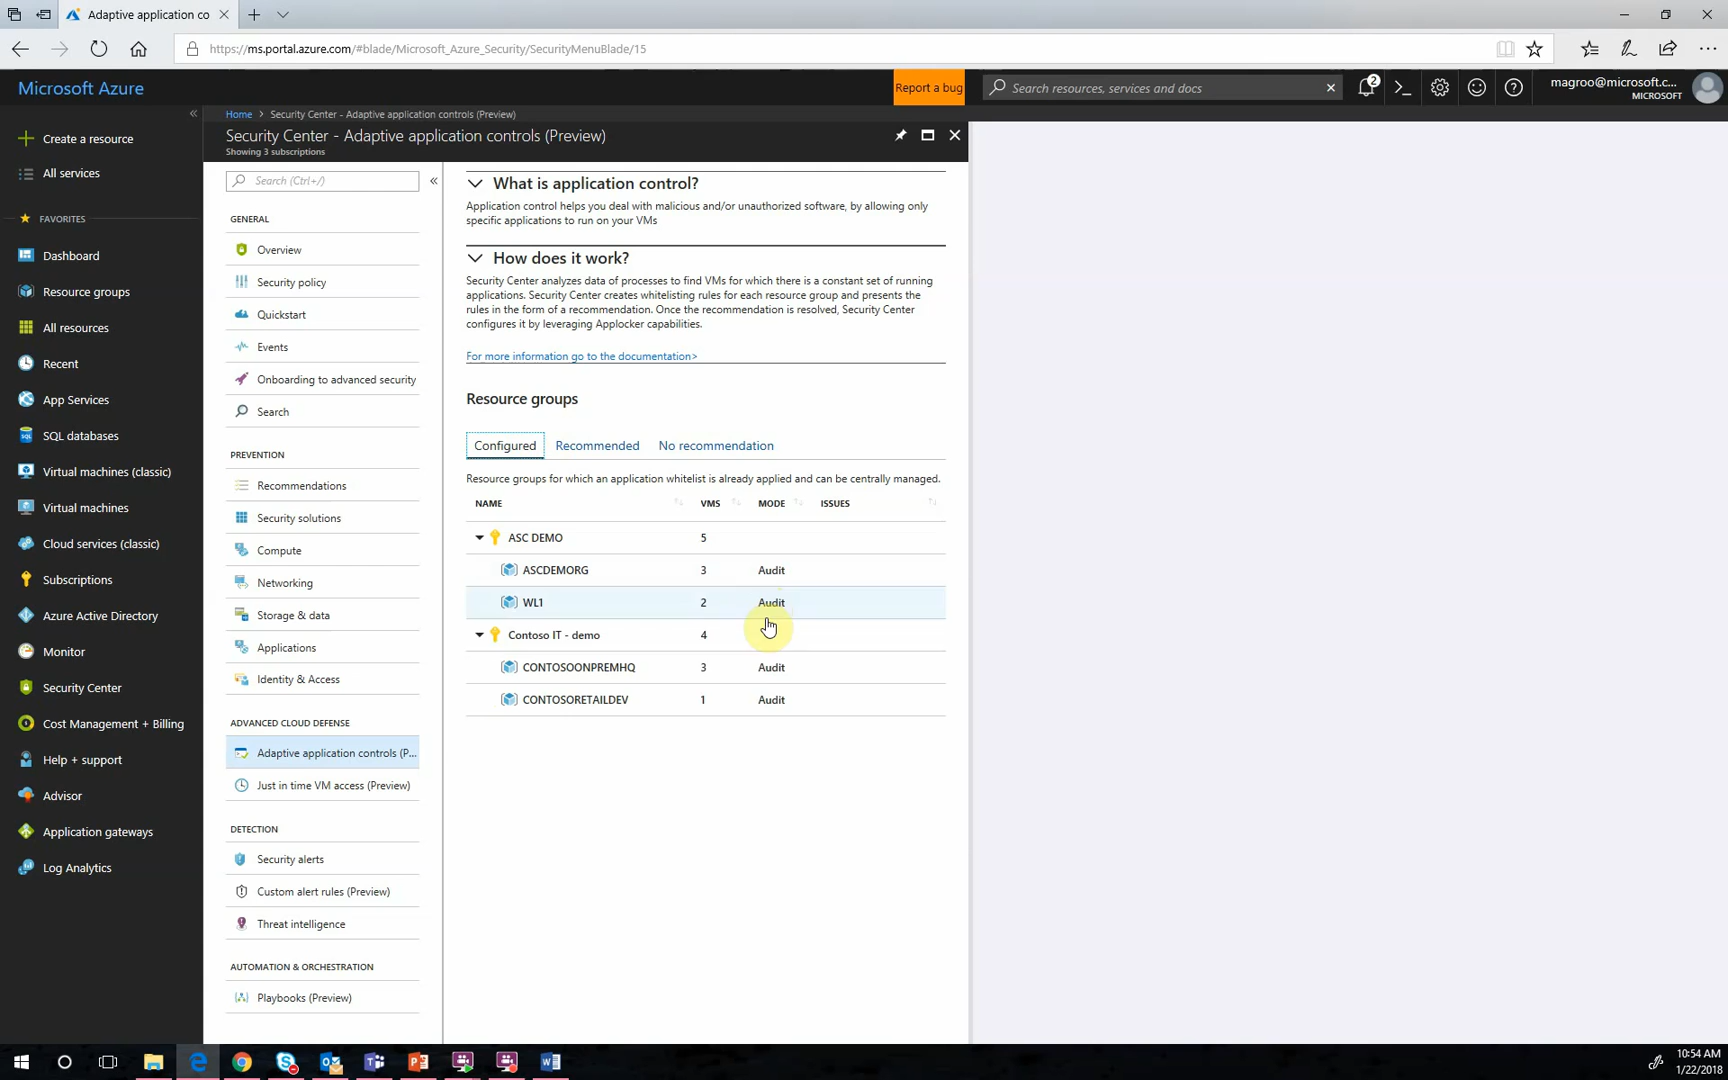 Adaptive application co
https://ms.portal.azure.com/#blade/Microsoft_Azure_Security/SecurityMenuBlade/15
Microsoft Azure
Report a bug
Search resources, services and docs
2
magroo@microsoft.c...
MICROSOFT
Create a resource
All services
FAVORITES
Dashboard
Resource groups
All resources
Recent
App Services
SQL databases
Virtual machines (classic)
Virtual machines
Cloud services (classic)
Subscriptions
Azure Active Directory
Monitor
Security Center
Cost Management + Billing
Help + support
Advisor
Application gateways
Log Analytics
Home > Security Center - Adaptive application controls (Preview)
Security Center - Adaptive application controls (Preview)
Showing 3 subscriptions
Search (Ctrl+/)
GENERAL
Overview
Security policy
Quickstart
Events
Onboarding to advanced security
Search
PREVENTION
Recommendations
Security solutions
Compute
Networking
Storage & data
Applications
Identity & Access
ADVANCED CLOUD DEFENSE
Adaptive application controls (P...
Just in time VM access (Preview)
DETECTION
Security alerts
Custom alert rules (Preview)
Threat intelligence
AUTOMATION & ORCHESTRATION
Playbooks (Preview)
What is application control?
Application control helps you deal with malicious and/or unauthorized software, by allowing only
specific applications to run on your VMs
How does it work?
Security Center analyzes data of processes to find VMs for which there is a constant set of running
applications. Security Center creates whitelisting rules for each resource group and presents the
rules in the form of a recommendation. Once the recommendation is resolved, Security Center
configures it by leveraging Applocker capabilities.
For more information go to the documentation>
Resource groups
Configured Recommended No recommendation
Resource groups for which an application whitelist is already applied and can be centrally managed.
NAME VMS MODE ISSUES
ASC DEMO 5
ASCDEMORG 3 Audit
WL1 2 Audit
Contoso IT - demo 4
CONTOSOONPREMHQ 3 Audit
CONTOSORETAILDEV 1 Audit
10:54 AM
1/22/2018